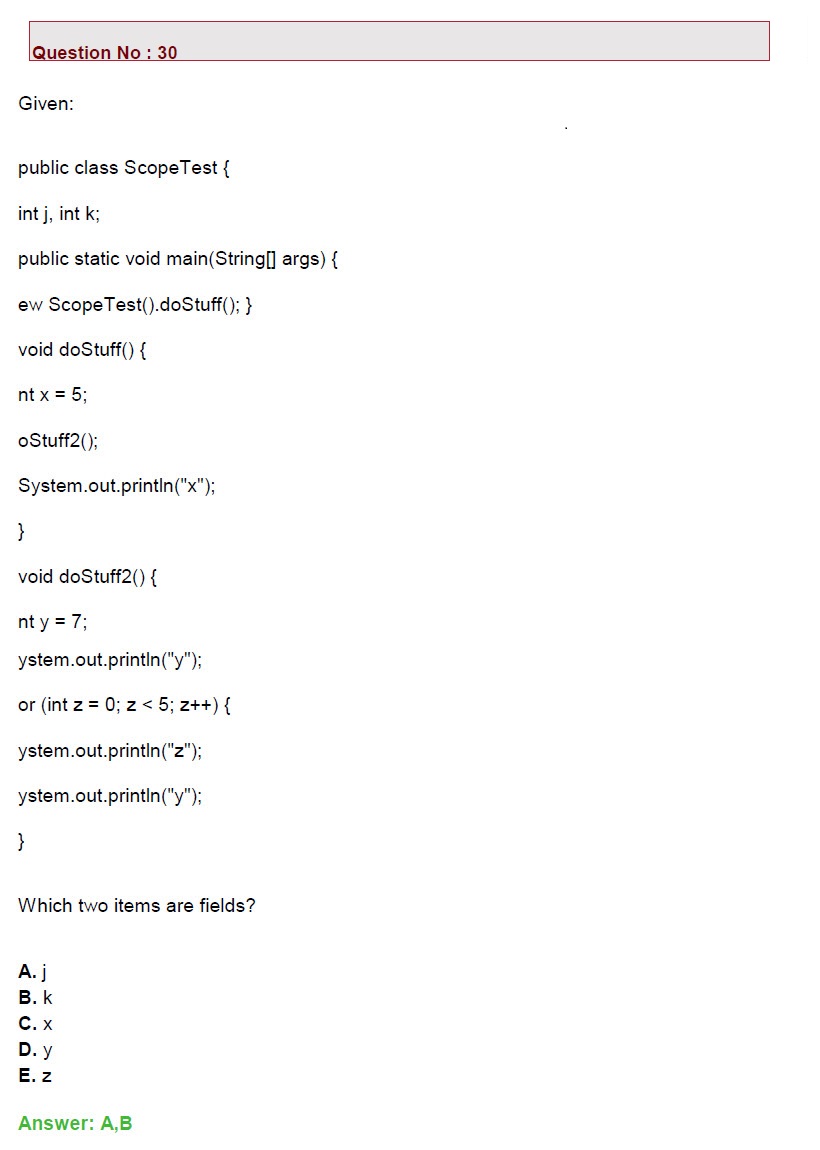 Question No : 30
Given:
public class ScopeTest {
int j, int k;
public static void main(String[] args) {
ew ScopeTest().doStuff(); }
void doStuff() {
nt x = 5;
oStuff2();
System.out.println("x");
}
void doStuff2() {
nt y = 7;
ystem.out.println("y");
or (int z = 0; z < 5; z++) {
ystem.out.println("z");
ystem.out.println("y");
}
Which two items are fields?
A. j
B. k
C. x
D. y
E. z
Answer: A,B